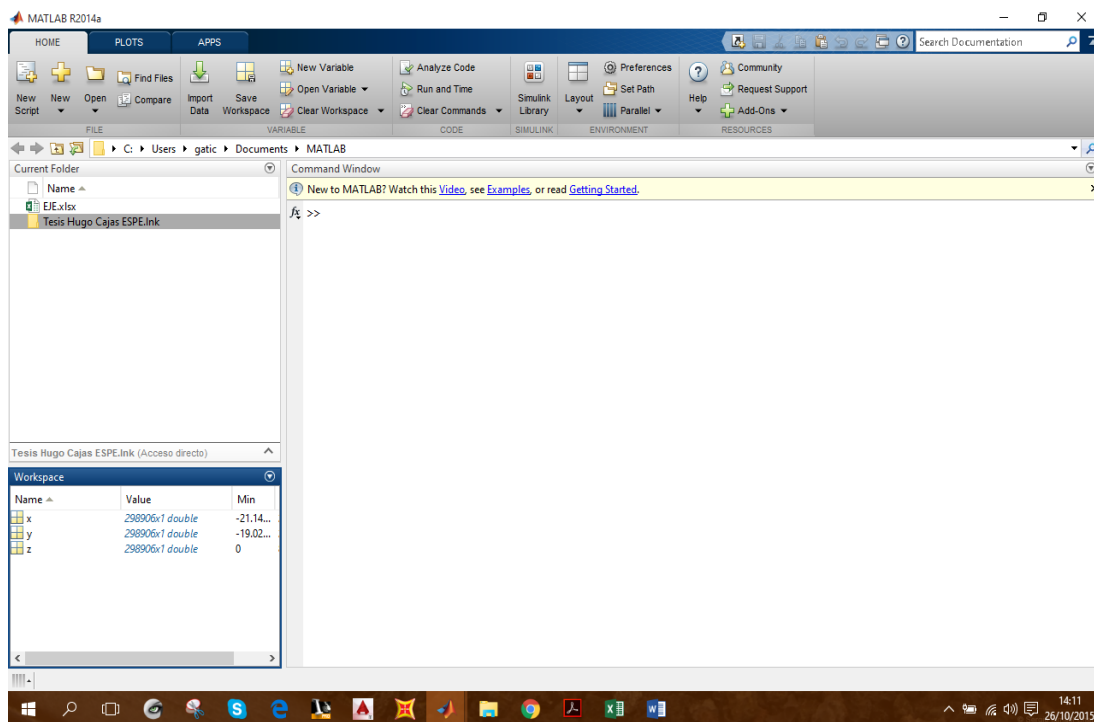 MATLAB R2014a
HOME PLOTS APPS Search Documentation
New Script New Open Find Files Compare Import Data Save Workspace New Variable Open Variable Clear Workspace Analyze Code Run and Time Clear Commands Simulink Library Layout Preferences Set Path Parallel Help Community Request Support Add-Ons
FILE VARIABLE CODE SIMULINK ENVIRONMENT RESOURCES
C: Users gatic Documents MATLAB
Current Folder
Name
EJE.xlsx
Tesis Hugo Cajas ESPE.lnk
Tesis Hugo Cajas ESPE.lnk (Acceso directo)
Workspace
Name Value Min
x 298906x1 double -21.14...
y 298906x1 double -19.02...
z 298906x1 double 0
Command Window
New to MATLAB? Watch this Video, see Examples, or read Getting Started.
fx >>
14:11
26/10/2015